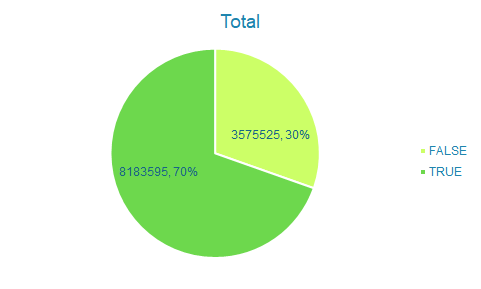 Total
3575525, 30%
8183595, 70%
FALSE
TRUE